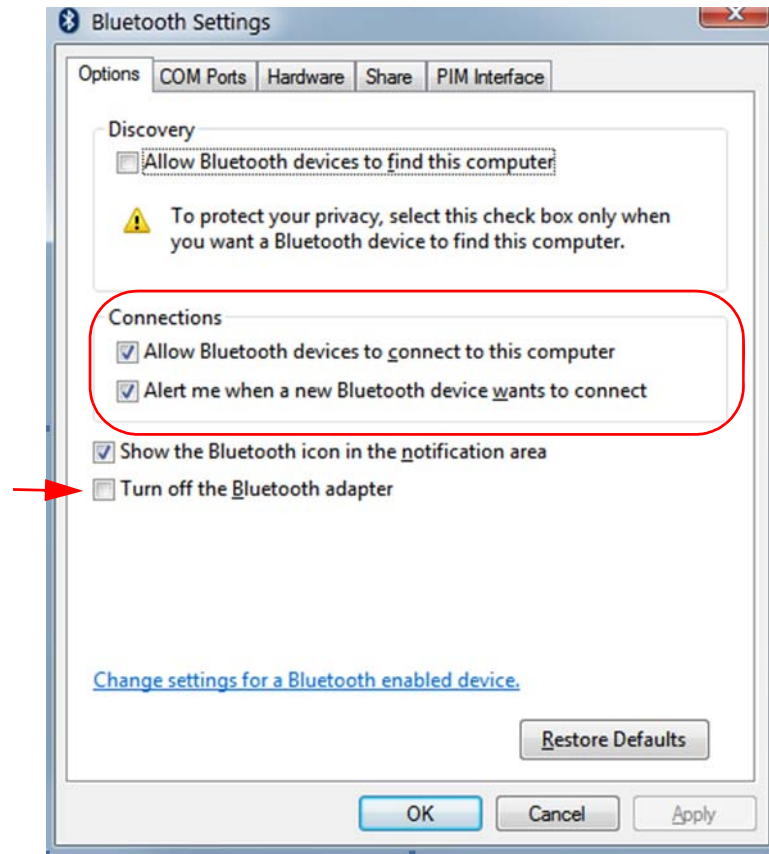 Bluetooth Settings
Options COM Ports Hardware Share PIM Interface
Discovery
Allow Bluetooth devices to find this computer
To protect your privacy, select this check box only when
you want a Bluetooth device to find this computer.
Connections
Allow Bluetooth devices to connect to this computer
Alert me when a new Bluetooth device wants to connect
Show the Bluetooth icon in the notification area
Turn off the Bluetooth adapter
Change settings for a Bluetooth enabled device.
Restore Defaults
OK Cancel Apply